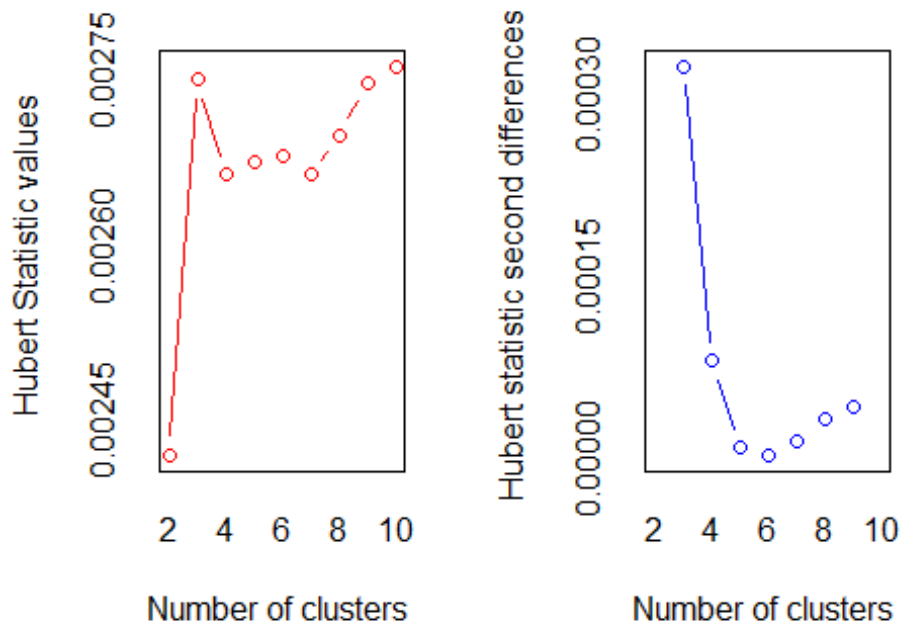 Hubert Statistic values
0.00245
0.00260
0.00275
2 4 6 8 10
Number of clusters
Hubert statistic second differences
0.00000
0.00015
0.00030
2 4 6 8 10
Number of clusters